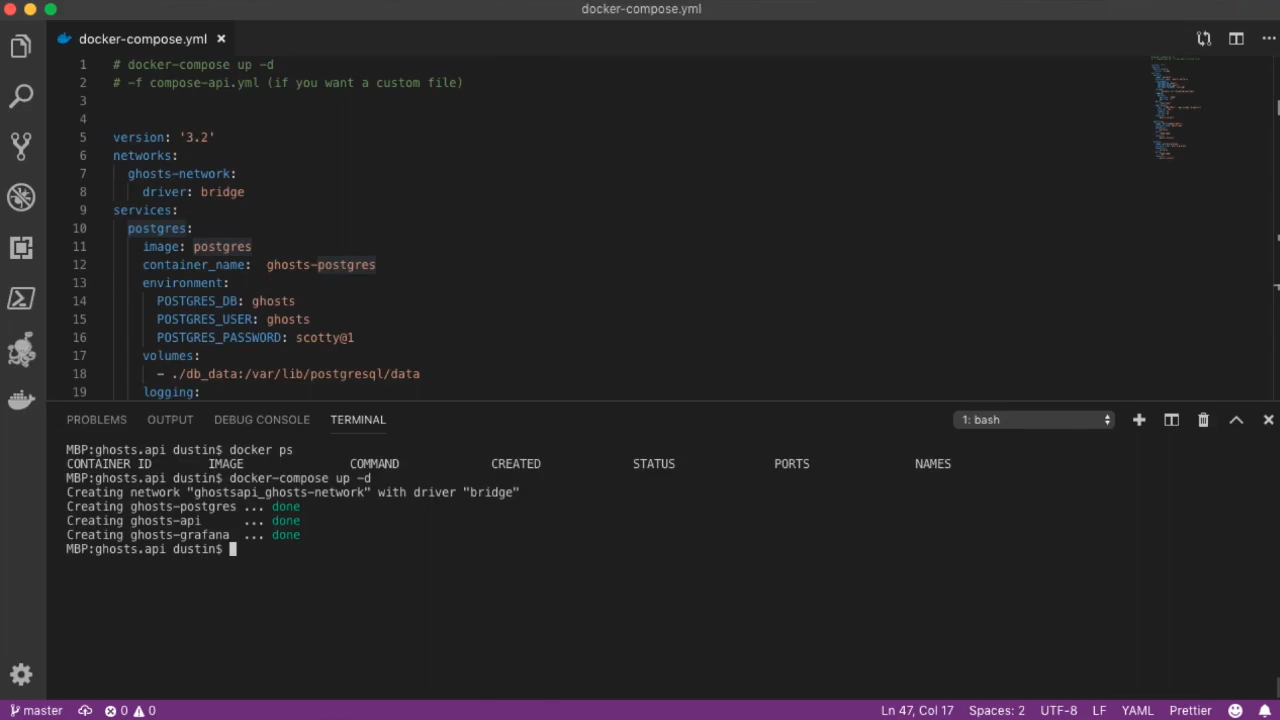 docker-compose.yml
docker-compose.yml
1 # docker-compose up -d
2 # -f compose-api.yml (if you want a custom file)
3
4
5 version: '3.2'
6 networks:
7 ghosts-network:
8 driver: bridge
9 services:
10 postgres:
11 image: postgres
12 container_name:  ghosts-postgres
13 environment:
14 POSTGRES_DB: ghosts
15 POSTGRES_USER: ghosts
16 POSTGRES_PASSWORD: scotty@1
17 volumes:
18 - ./db_data:/var/lib/postgresql/data
19 logging:
PROBLEMS OUTPUT DEBUG CONSOLE TERMINAL 1: bash
MBP:ghosts.api dustin$ docker ps
CONTAINER ID IMAGE COMMAND CREATED STATUS PORTS NAMES
MBP:ghosts.api dustin$ docker-compose up -d
Creating network "ghostsapi_ghosts-network" with driver "bridge"
Creating ghosts-postgres ... done
Creating ghosts-api ... done
Creating ghosts-grafana ... done
MBP:ghosts.api dustin$
master 0 0 Ln 47, Col 17 Spaces: 2 UTF-8 LF YAML Prettier